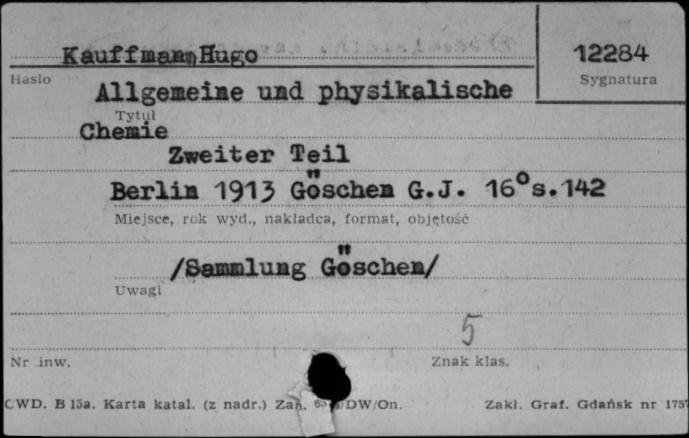 Kauffmann, Hugo 12284
Hasło Sygnatura
Allgemeine und physikalische
Tytuł
Chemie
Zweiter Teil
Berlin 1913 Göschen G.J. 16° s.142
Miejsce, rok wyd., nakładca, format, objętość
/Sammlung Göschen/
Uwagi
5
Nr inw. Znak klas.
CWD. B 15a. Karta katal. (z nadr.) Zam. /DW/On. Zakł. Graf. Gdańsk nr 1757